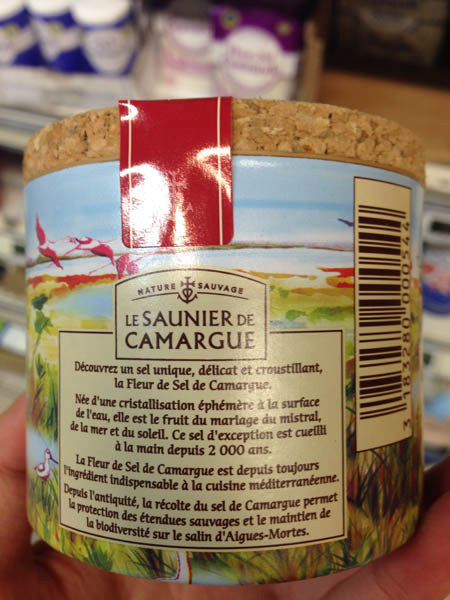 NATURE SAUVAGE
LE SAUNIER DE
CAMARGUE
Découvrez un sel unique, délicat et croustillant,
la Fleur de Sel de Camargue.
Née d'une cristallisation éphémère à la surface
de l'eau, elle est le fruit du mariage du mistral,
de la mer et du soleil. Ce sel d'exception est cueilli
à la main depuis 2 000 ans.
La Fleur de Sel de Camargue est depuis toujours
l'ingrédient indispensable à la cuisine méditerranéenne.
Depuis l'antiquité, la récolte du sel de Camargue permet
la protection des étendues sauvages et le maintien de
la biodiversité sur le salin d'Aigues-Mortes.
3 183280 000544